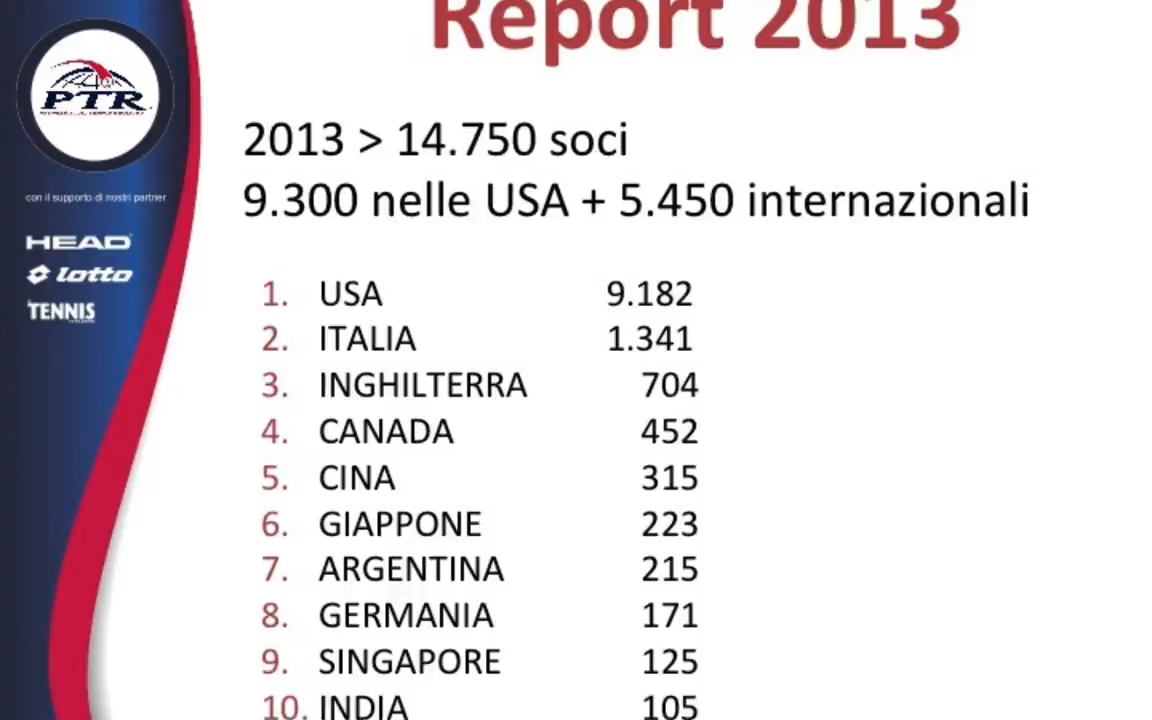 Report 2013
PTR
2013 > 14.750 soci
9.300 nelle USA + 5.450 internazionali
con il supporto di nostri partner
HEAD
lotto
TENNIS
1. USA 9.182
2. ITALIA 1.341
3. INGHILTERRA 704
4. CANADA 452
5. CINA 315
6. GIAPPONE 223
7. ARGENTINA 215
8. GERMANIA 171
9. SINGAPORE 125
10. INDIA 105